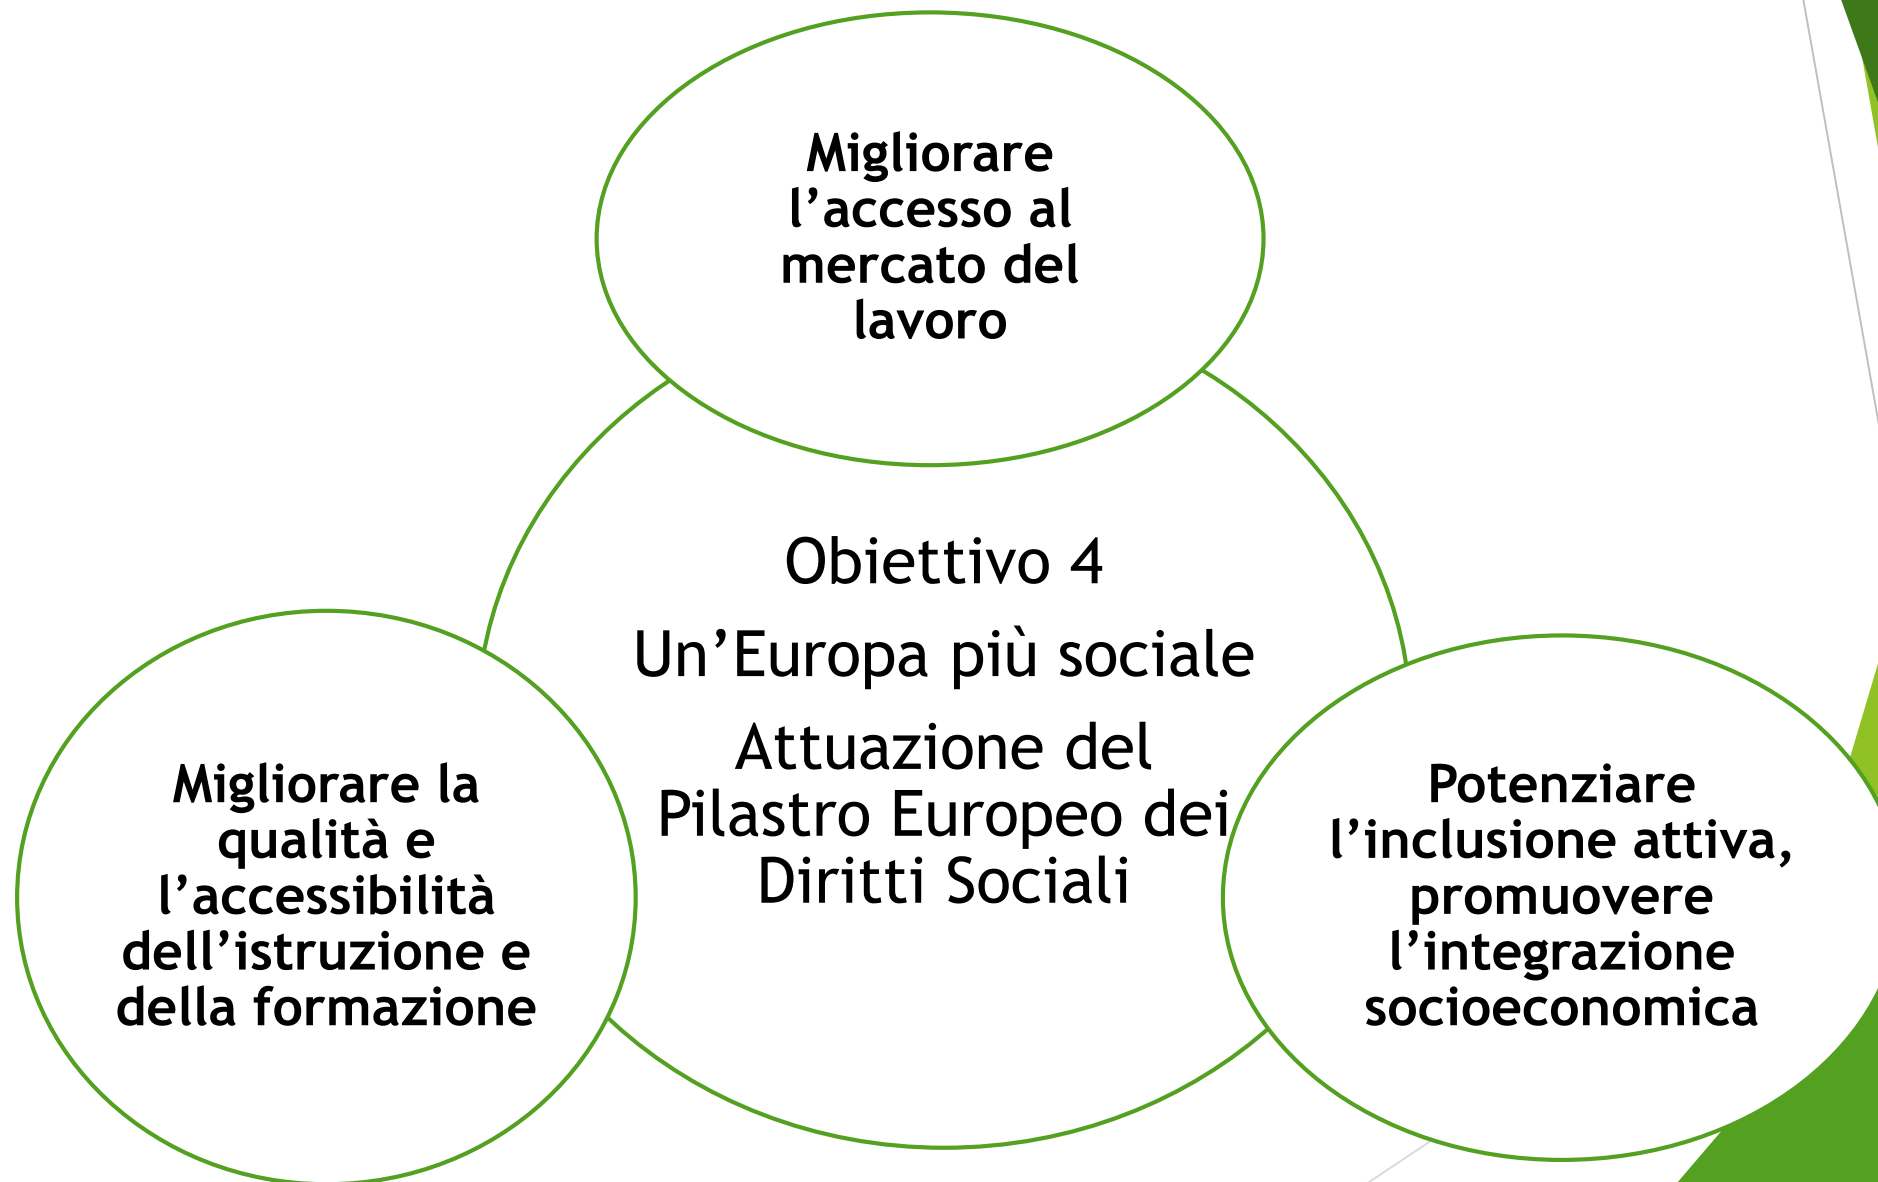 Migliorare
l’accesso al
mercato del
lavoro
Obiettivo 4
Un’Europa più sociale
Attuazione del
Pilastro Europeo dei
Diritti Sociali
Migliorare la
qualità e
l’accessibilità
dell’istruzione e
della formazione
Potenziare
l’inclusione attiva,
promuovere
l’integrazione
socioeconomica